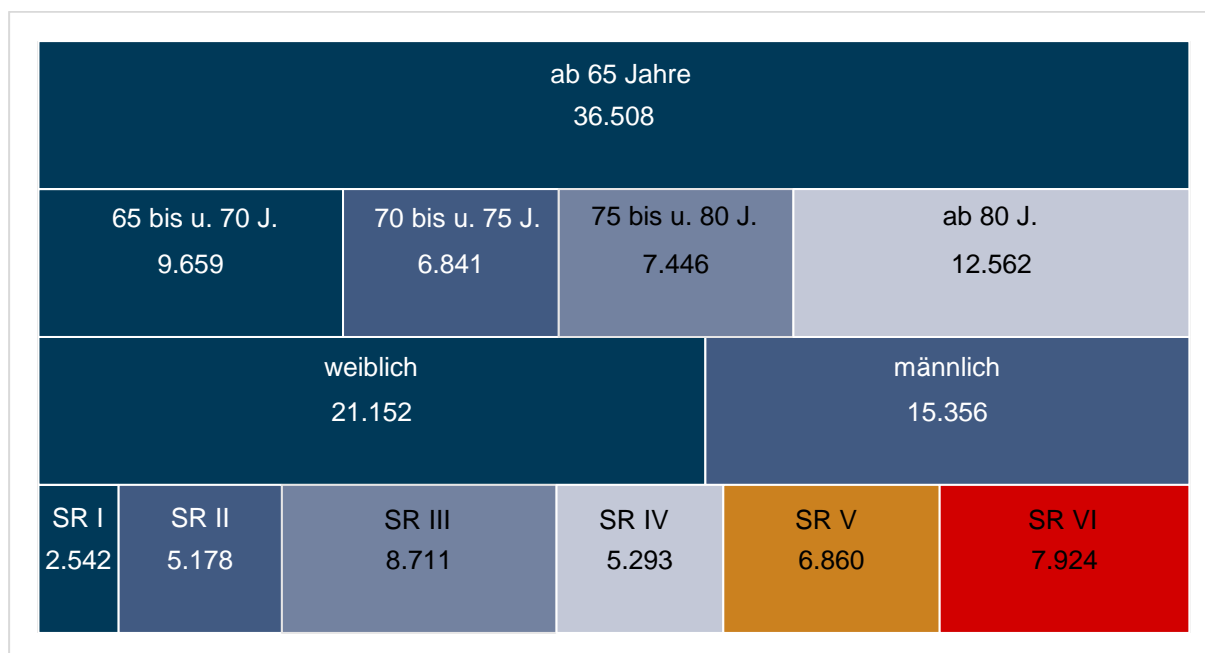 ab 65 Jahre
36.508
65 bis u. 70 J.
9.659
70 bis u. 75 J.
6.841
75 bis u. 80 J.
7.446
ab 80 J.
12.562
weiblich
21.152
männlich
15.356
SR I
2.542
SR II
5.178
SR III
8.711
SR IV
5.293
SR V
6.860
SR VI
7.924